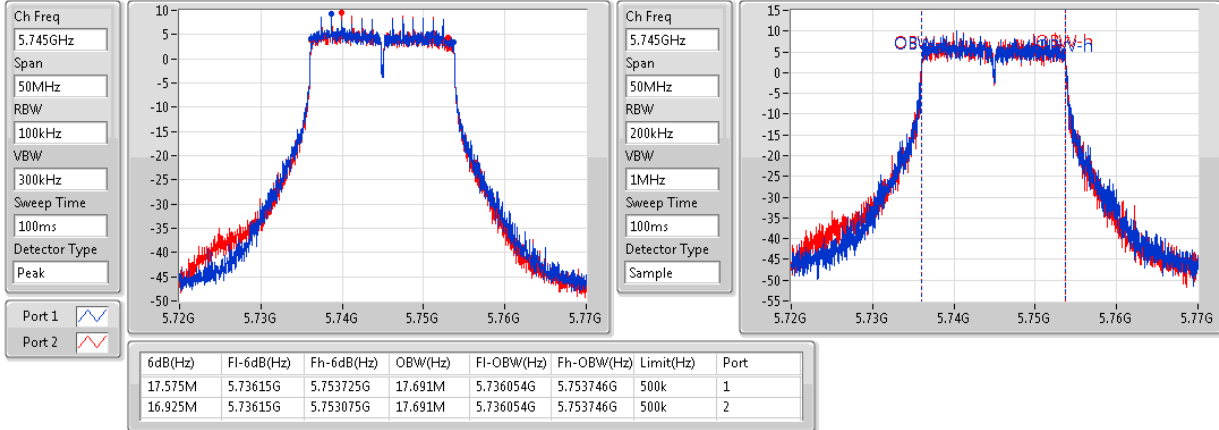 Ch Freq
5.745GHz
Span
50MHz
RBW
100kHz
VBW
300kHz
Sweep Time
100ms
Detector Type
Peak
Port 1
Port 2
10
5
0
-5
-10
-15
-20
-25
-30
-35
-40
-45
-50
5.72G 5.73G 5.74G 5.75G 5.76G 5.77G
Ch Freq
5.745GHz
Span
50MHz
RBW
200kHz
VBW
1MHz
Sweep Time
100ms
Detector Type
Sample
15
10
5
0
-5
-10
-15
-20
-25
-30
-35
-40
-45
-50
-55
5.72G 5.73G 5.74G 5.75G 5.76G 5.77G
6dB(Hz) Fl-6dB(Hz) Fh-6dB(Hz) OBW(Hz) Fl-OBW(Hz) Fh-OBW(Hz) Limit(Hz) Port
17.575M 5.73615G 5.753725G 17.691M 5.736054G 5.753746G 500k 1
16.925M 5.73615G 5.753075G 17.691M 5.736054G 5.753746G 500k 2